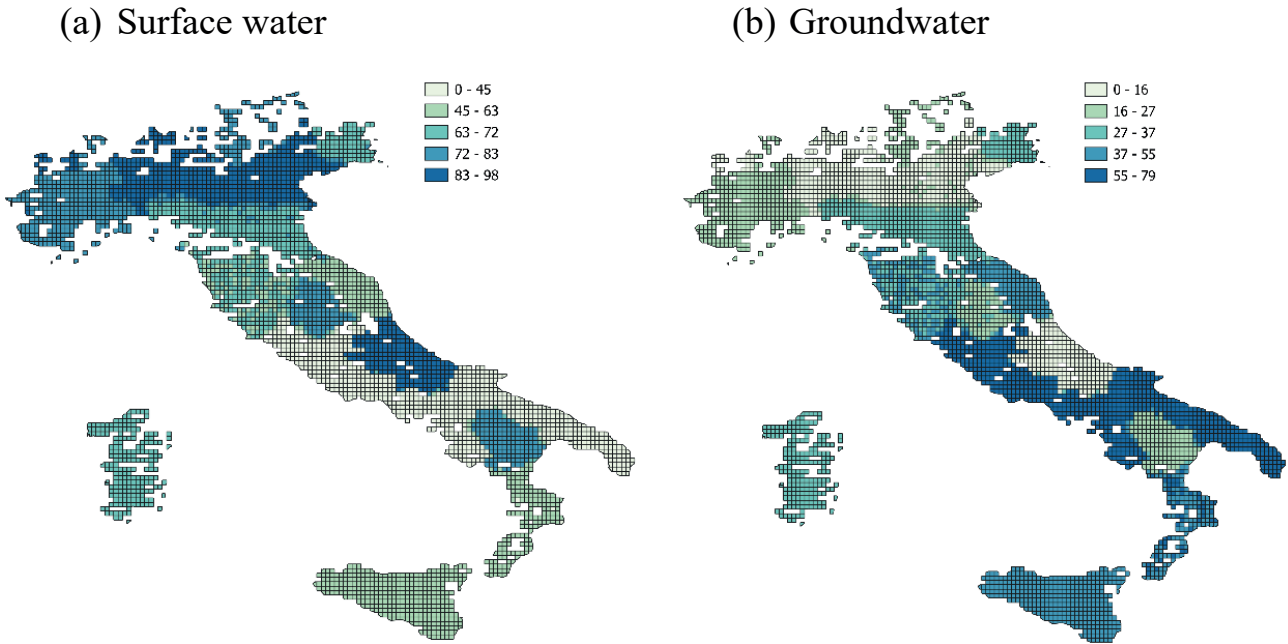 (a) Surface water
0 - 45
45 - 63
63 - 72
72 - 83
83 - 98
(b) Groundwater
0 - 16
16 - 27
27 - 37
37 - 55
55 - 79